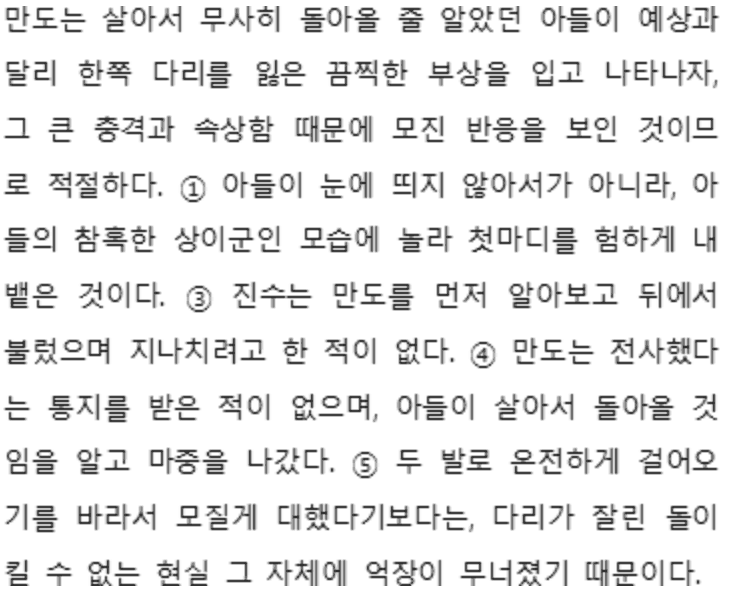 만도는 살아서 무사히 돌아올 줄 알았던 아들이 예상과
달리 한쪽 다리를 잃은 끔찍한 부상을 입고 나타나자,
그 큰 충격과 속상함 때문에 모진 반응을 보인 것이므
로 적절하다. ① 아들이 눈에 띄지 않아서가 아니라, 아
들의 참혹한 상이군인 모습에 놀라 첫마디를 험하게 내
뱉은 것이다. ③ 진수는 만도를 먼저 알아보고 뒤에서
불렀으며 지나치려고 한 적이 없다. ④ 만도는 전사했다
는 통지를 받은 적이 없으며, 아들이 살아서 돌아올 것
임을 알고 마중을 나갔다. ⑤ 두 발로 온전하게 걸어오
기를 바라서 모질게 대했다기보다는, 다리가 잘린 돌이
킬 수 없는 현실 그 자체에 억장이 무너졌기 때문이다.